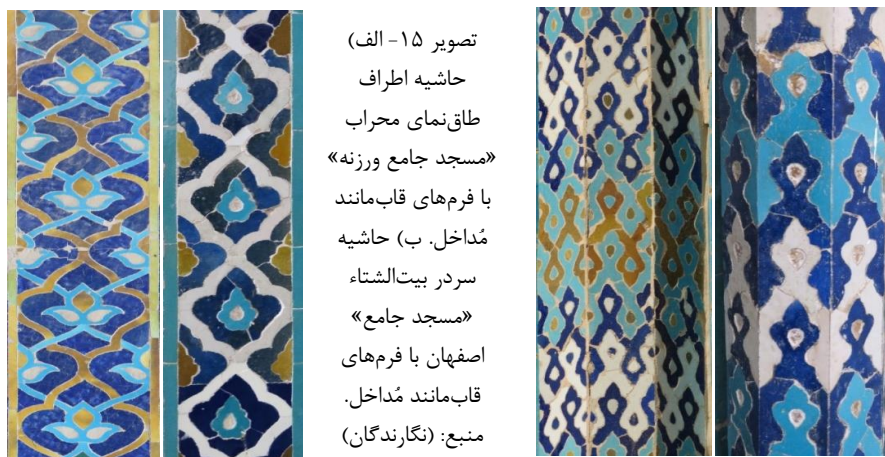 تصویر ۱۵- الف)
حاشیه اطراف
طاق‌نمای محراب
«مسجد جامع ورزنه»
با فرم‌های قاب‌مانند
مُداخل. ب) حاشیه
سردر بیت‌الشتاء
«مسجد جامع»
اصفهان با فرم‌های
قاب‌مانند مُداخل.
منبع: (نگارندگان)